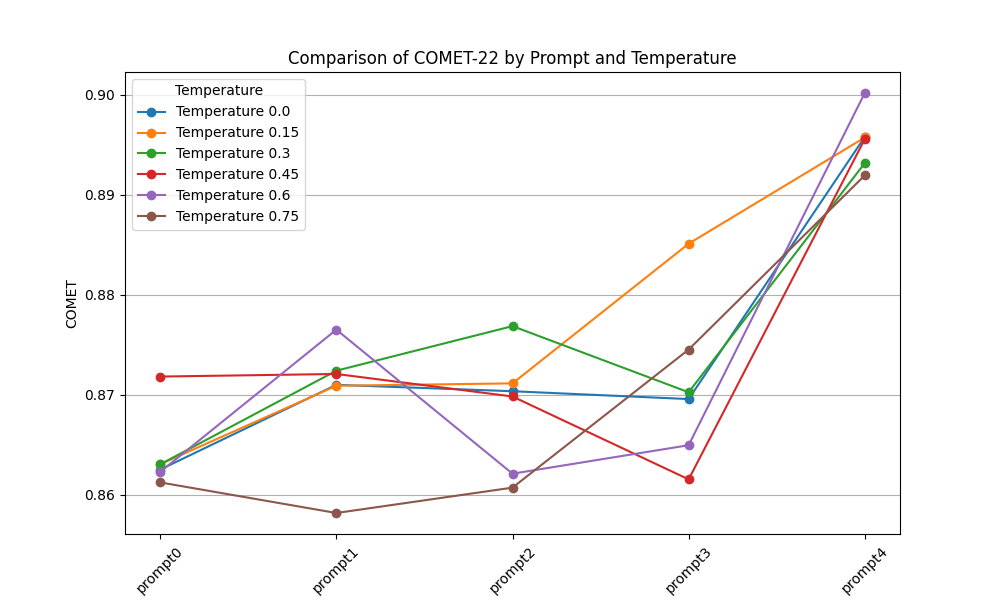 Comparison of COMET-22 by Prompt and Temperature
Temperature
Temperature 0.0
Temperature 0.15
Temperature 0.3
Temperature 0.45
Temperature 0.6
Temperature 0.75
COMET
0.90
0.89
0.88
0.87
0.86
prompt0
prompt1
prompt2
prompt3
prompt4